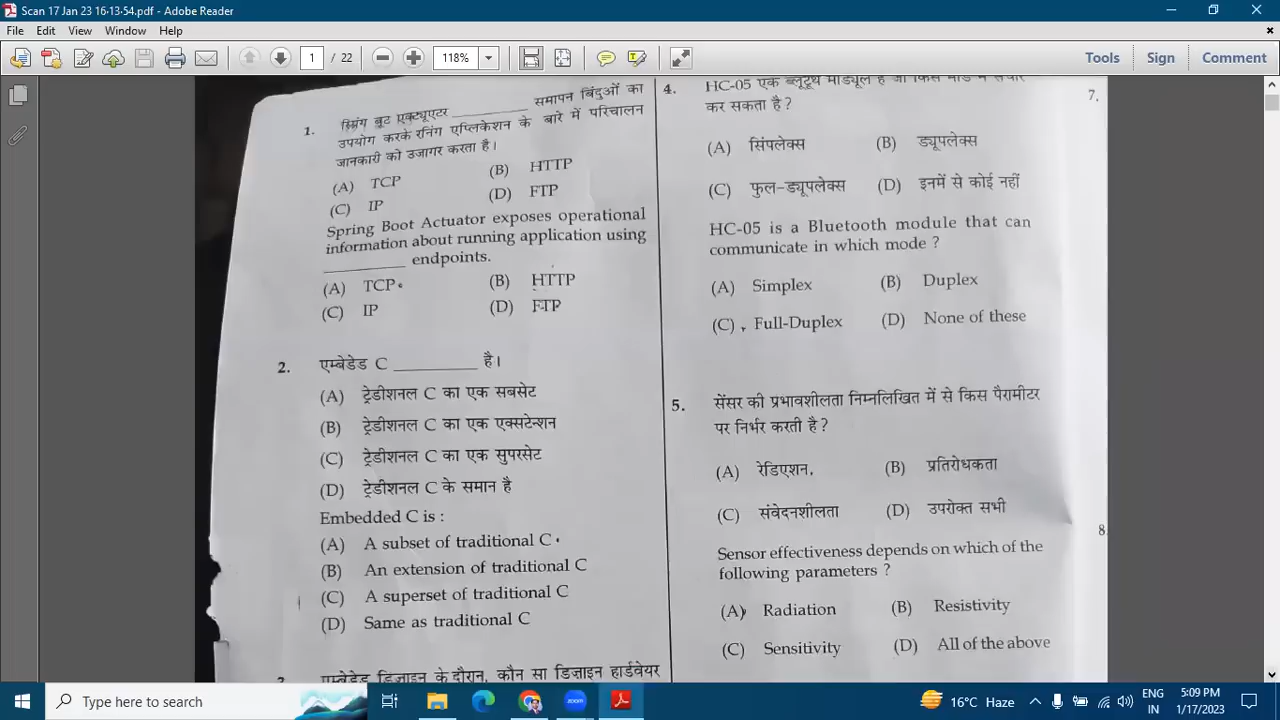 Scan 17 Jan 23 16-13-54.pdf - Adobe Reader
File Edit View Window Help
1 / 22 118% Tools Sign Comment
1. स्प्रिंग बूट एक्ट्यूएटर __________ समापन बिंदुओं का
उपयोग करके रनिंग एप्लिकेशन के बारे में परिचालन
जानकारी को उजागर करता है।
(A) TCP (B) HTTP
(C) IP (D) FTP
Spring Boot Actuator exposes operational
information about running application using
__________ endpoints.
(A) TCP (B) HTTP
(C) IP (D) FTP
2. एम्बेडेड C __________ है।
(A) ट्रेडीशनल C का एक सबसेट
(B) ट्रेडीशनल C का एक एक्सटेन्शन
(C) ट्रेडीशनल C का एक सुपरसेट
(D) ट्रेडीशनल C के समान है
Embedded C is :
(A) A subset of traditional C
(B) An extension of traditional C
(C) A superset of traditional C
(D) Same as traditional C
एम्बेडेड डिज़ाइन के दौरान, कौन सा डिज़ाइन हार्डवेयर
4. HC-05 एक ब्लूटूथ मॉड्यूल है जो किस मोड में संचार
कर सकता है ?
(A) सिंपलेक्स (B) ड्यूपलेक्स
(C) फुल-ड्यूपलेक्स (D) इनमें से कोई नहीं
HC-05 is a Bluetooth module that can
communicate in which mode ?
(A) Simplex (B) Duplex
(C) Full-Duplex (D) None of these
5. सेंसर की प्रभावशीलता निम्नलिखित में से किस पैरामीटर
पर निर्भर करती है ?
(A) रेडिएशन (B) प्रतिरोधकता
(C) संवेदनशीलता (D) उपरोक्त सभी
Sensor effectiveness depends on which of the
following parameters ?
(A) Radiation (B) Resistivity
(C) Sensitivity (D) All of the above
7.
8.
Type here to search
zoom
16°C Haze
ENG
IN
5:09 PM
1/17/2023